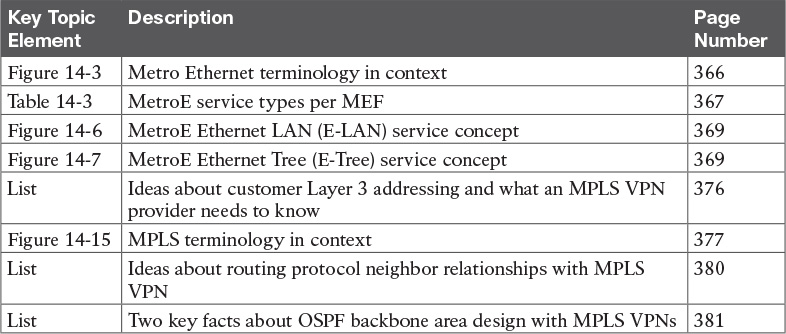 Key Topic Element Description Page Number
Figure 14-3 Metro Ethernet terminology in context 366
Table 14-3 MetroE service types per MEF 367
Figure 14-6 MetroE Ethernet LAN (E-LAN) service concept 369
Figure 14-7 MetroE Ethernet Tree (E-Tree) service concept 369
List Ideas about customer Layer 3 addressing and what an MPLS VPN 376
provider needs to know
Figure 14-15 MPLS terminology in context 377
List Ideas about routing protocol neighbor relationships with MPLS 380
VPN
List Two key facts about OSPF backbone area design with MPLS VPNs 381